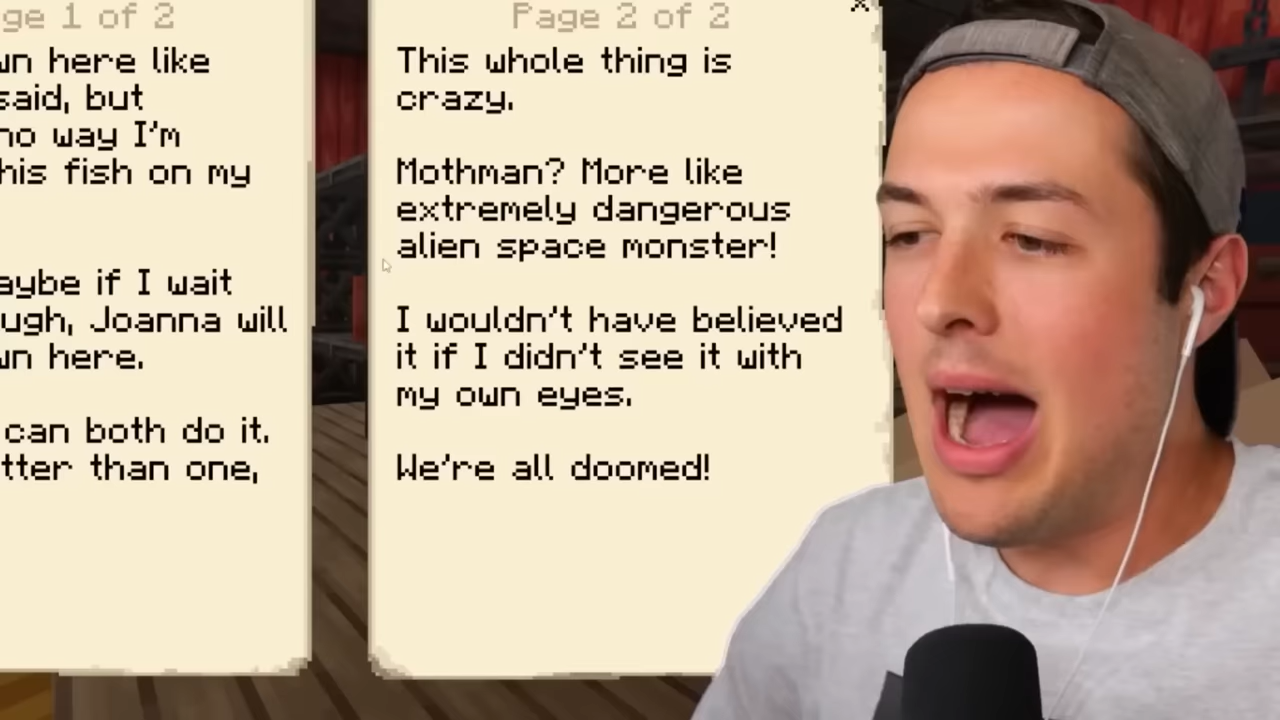 ge 1 of 2
wn here like
said, but
no way I'm
his fish on my
aybe if I wait
ugh, Joanna will
wn here.
can both do it.
tter than one,
Page 2 of 2
This whole thing is
crazy.
Mothman? More like
extremely dangerous
alien space monster!
I wouldn't have believed
it if I didn't see it with
my own eyes.
We're all doomed!